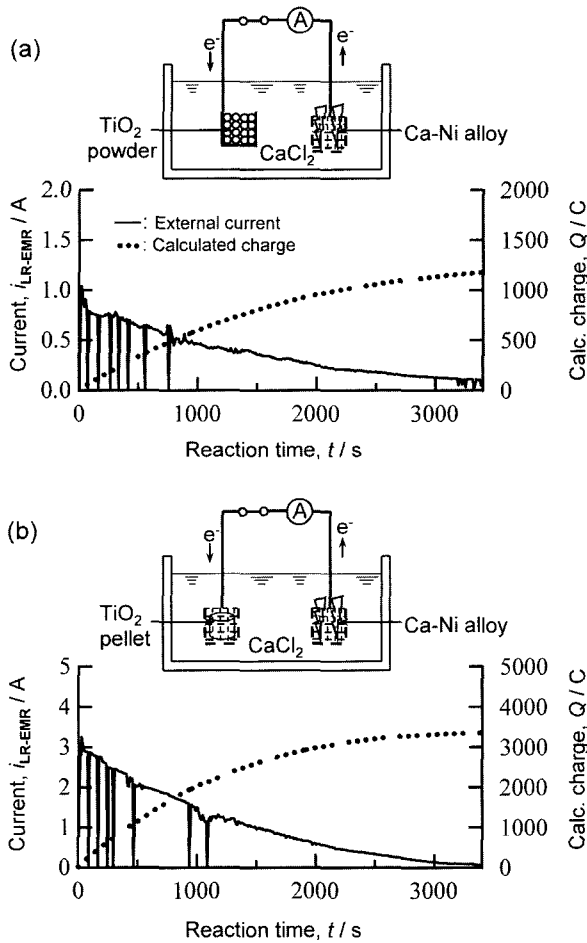 (a)
A
e-
e-
TiO2
powder
CaCl2
Ca-Ni alloy
2.0
1.5
1.0
0.5
0.0
Current, iLR-EMR / A
—: External current
•••: Calculated charge
2000
1500
1000
500
0
Calc. charge, Q / C
0
1000
2000
3000
Reaction time, t / s
(b)
A
e-
e-
TiO2
pellet
CaCl2
Ca-Ni alloy
5
4
3
2
1
0
Current, iLR-EMR / A
5000
4000
3000
2000
1000
0
Calc. charge, Q / C
0
1000
2000
3000
Reaction time, t / s